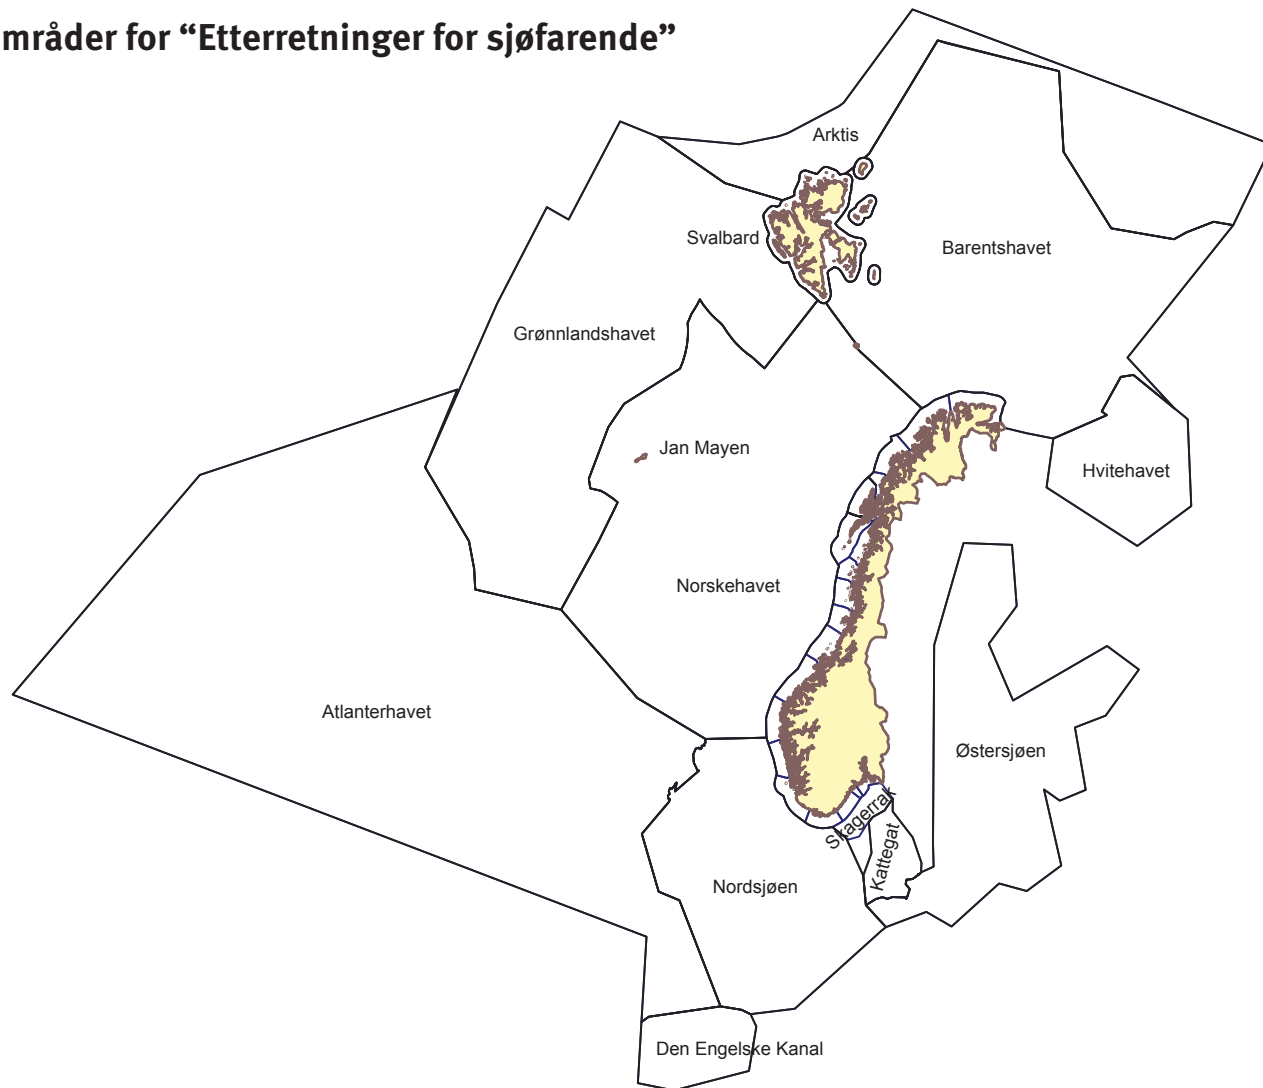 mråder for “Etterretninger for sjøfarende”
Arktis
Svalbard
Barentshavet
Grønnlandshavet
Jan Mayen
Hvitehavet
Norskehavet
Atlanterhavet
Østersjøen
Skagerrak
Kattegat
Nordsjøen
Den Engelske Kanal